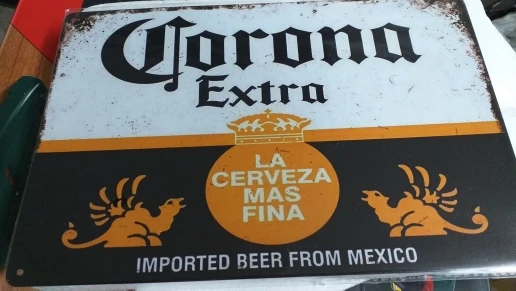 Corona
Extra
LA
CERVEZA
MAS
FINA
IMPORTED BEER FROM MEXICO